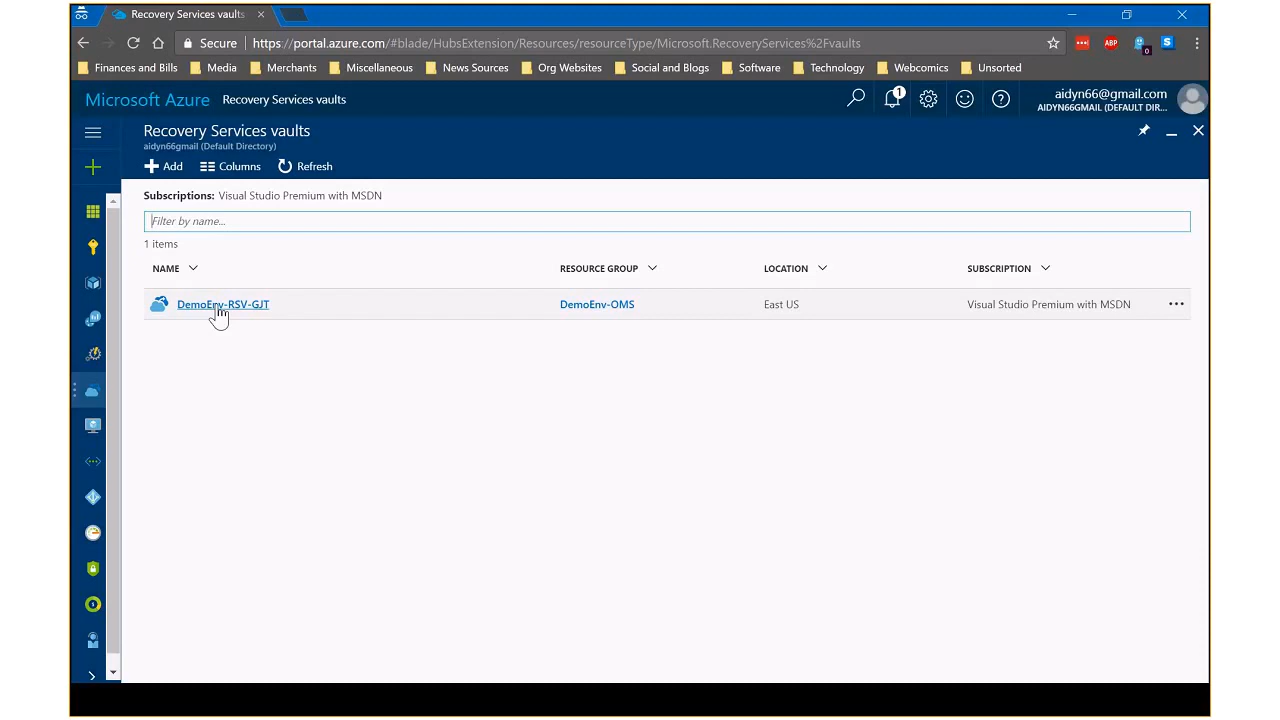 Recovery Services vaults
Secure https://portal.azure.com/#blade/HubsExtension/Resources/resourceType/Microsoft.RecoveryServices%2Fvaults ABP 0 S
Finances and Bills Media Merchants Miscellaneous News Sources Org Websites Social and Blogs Software Technology Webcomics Unsorted
Microsoft Azure Recovery Services vaults 1 aidyn66@gmail.com
AIDYN66GMAIL (DEFAULT DIR...
Recovery Services vaults
aidyn66gmail (Default Directory)
Add Columns Refresh
Subscriptions: Visual Studio Premium with MSDN
Filter by name...
1 items
NAME RESOURCE GROUP LOCATION SUBSCRIPTION
DemoEnv-RSV-GJT DemoEnv-OMS East US Visual Studio Premium with MSDN